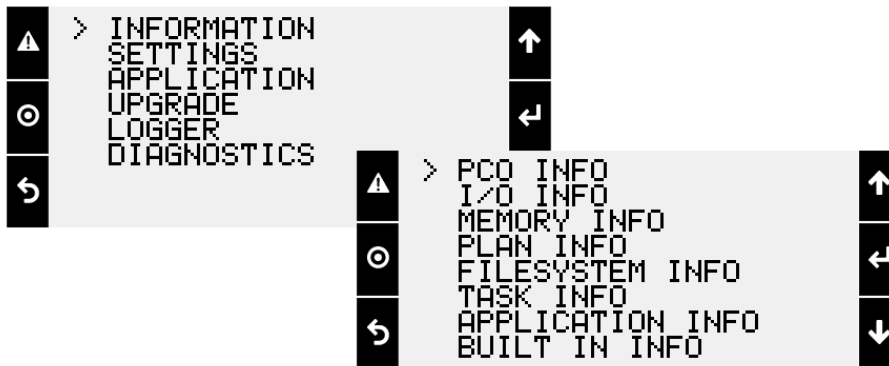 > INFORMATION
SETTINGS
APPLICATION
UPGRADE
LOGGER
DIAGNOSTICS
> PCO INFO
I/O INFO
MEMORY INFO
PLAN INFO
FILESYSTEM INFO
TASK INFO
APPLICATION INFO
BUILT IN INFO